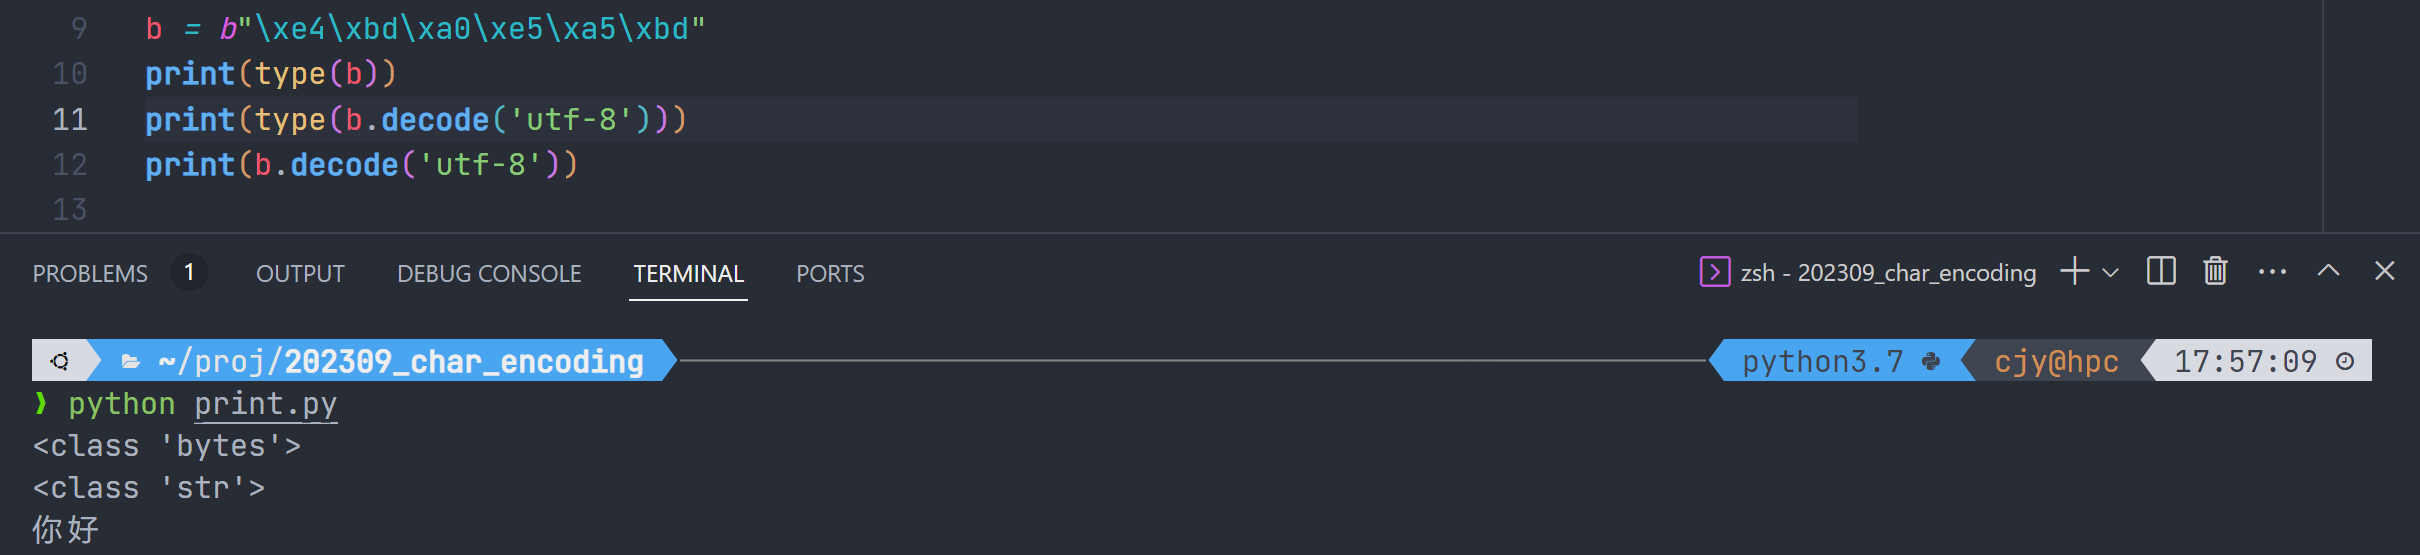 9 b = b"\xe4\xbd\xa0\xe5\xa5\xbd"
10 print(type(b))
11 print(type(b.decode('utf-8')))
12 print(b.decode('utf-8'))
13
PROBLEMS 1 OUTPUT DEBUG CONSOLE TERMINAL PORTS zsh - 202309_char_encoding
~/proj/202309_char_encoding python3.7 cjy@hpc 17:57:09
❱ python print.py
<class 'bytes'>
<class 'str'>
你好